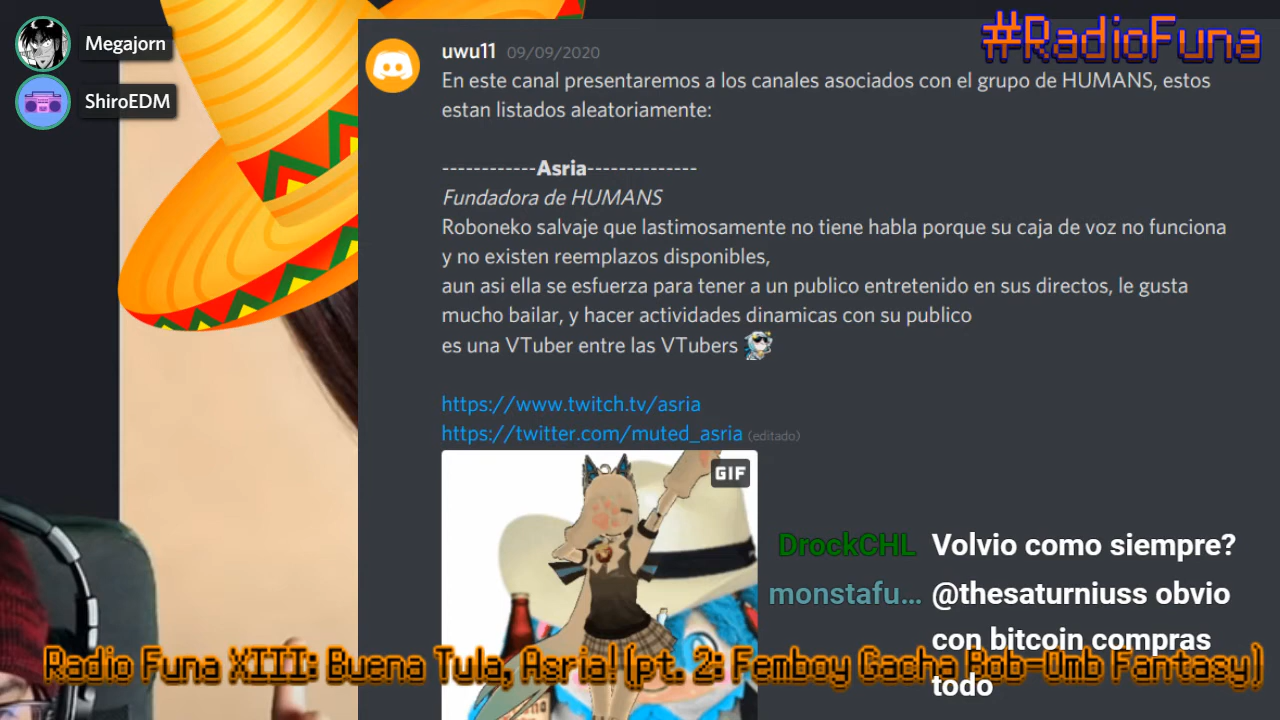 Megajorn
ShiroEDM
#RadioFuna
uwu11 09/09/2020
En este canal presentaremos a los canales asociados con el grupo de HUMANS, estos
estan listados aleatoriamente:
------------Asria--------------
Fundadora de HUMANS
Roboneko salvaje que lastimosamente no tiene habla porque su caja de voz no funciona
y no existen reemplazos disponibles,
aun asi ella se esfuerza para tener a un publico entretenido en sus directos, le gusta
mucho bailar, y hacer actividades dinamicas con su publico
es una VTuber entre las VTubers
https://www.twitch.tv/asria
https://twitter.com/muted_asria (editado)
GIF
DrockCHL Volvio como siempre?
monstafu... @thesaturniuss obvio
con bitcoin compras
todo
Radio Funa XIII: Buena Tula, Asria! (pt. 2: Femboy Gacha Bob-Omb Fantasy)